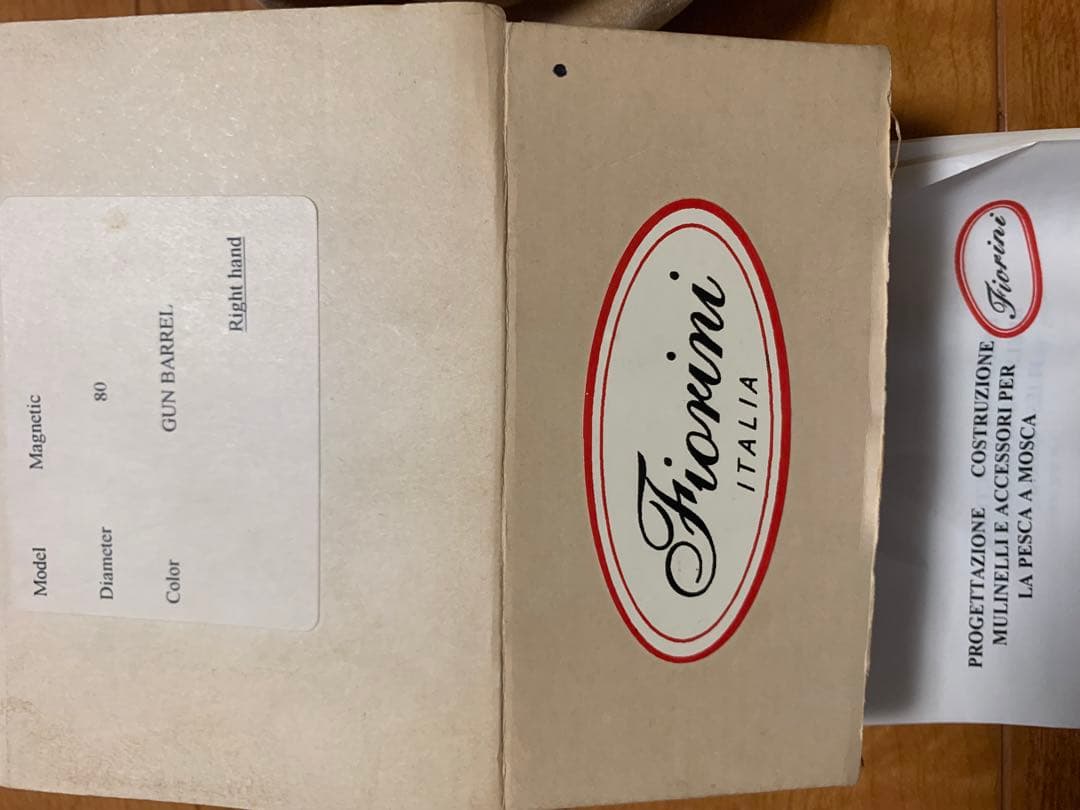 Model Magnetic
Diameter 80
Color GUN BARREL
Right hand
Fiorini
ITALIA
Fiorini
PROGETTAZIONE COSTRUZIONE
MULINELLI E ACCESSORI PER
LA PESCA A MOSCA